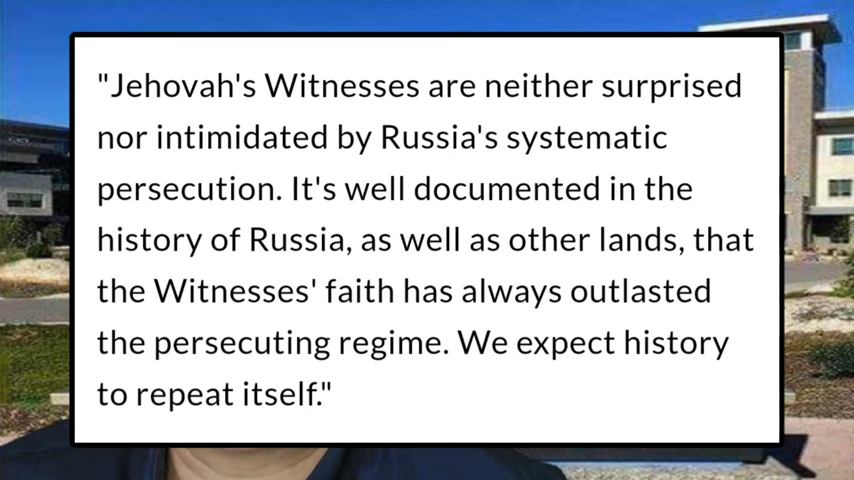 "Jehovah's Witnesses are neither surprised
nor intimidated by Russia's systematic
persecution. It's well documented in the
history of Russia, as well as other lands, that
the Witnesses' faith has always outlasted
the persecuting regime. We expect history
to repeat itself."